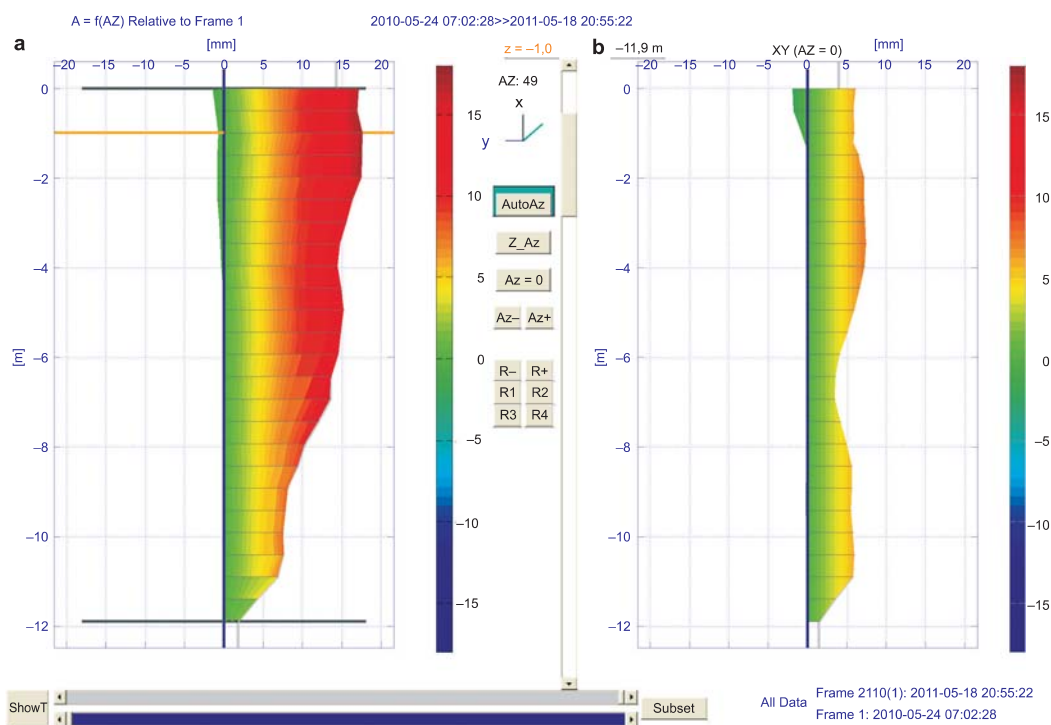 A = f(AZ) Relative to Frame 1
2010-05-24 07:02:28>>2011-05-18 20:55:22
a
[mm]
−20 −15 −10 −5 0 5 10 15 20
0
−2
−4
−6
−8
−10
−12
[m]
15
10
5
0
−5
−10
−15
z = −1,0
AZ: 49
x
y
AutoAz
Z_Az
Az = 0
Az− Az+
R− R+
R1 R2
R3 R4
b
−11,9 m
XY (AZ = 0)
[mm]
−20 −15 −10 −5 0 5 10 15 20
0
−2
−4
−6
−8
−10
−12
[m]
15
10
5
0
−5
−10
−15
ShowT
Subset
All Data
Frame 2110(1): 2011-05-18 20:55:22
Frame 1: 2010-05-24 07:02:28